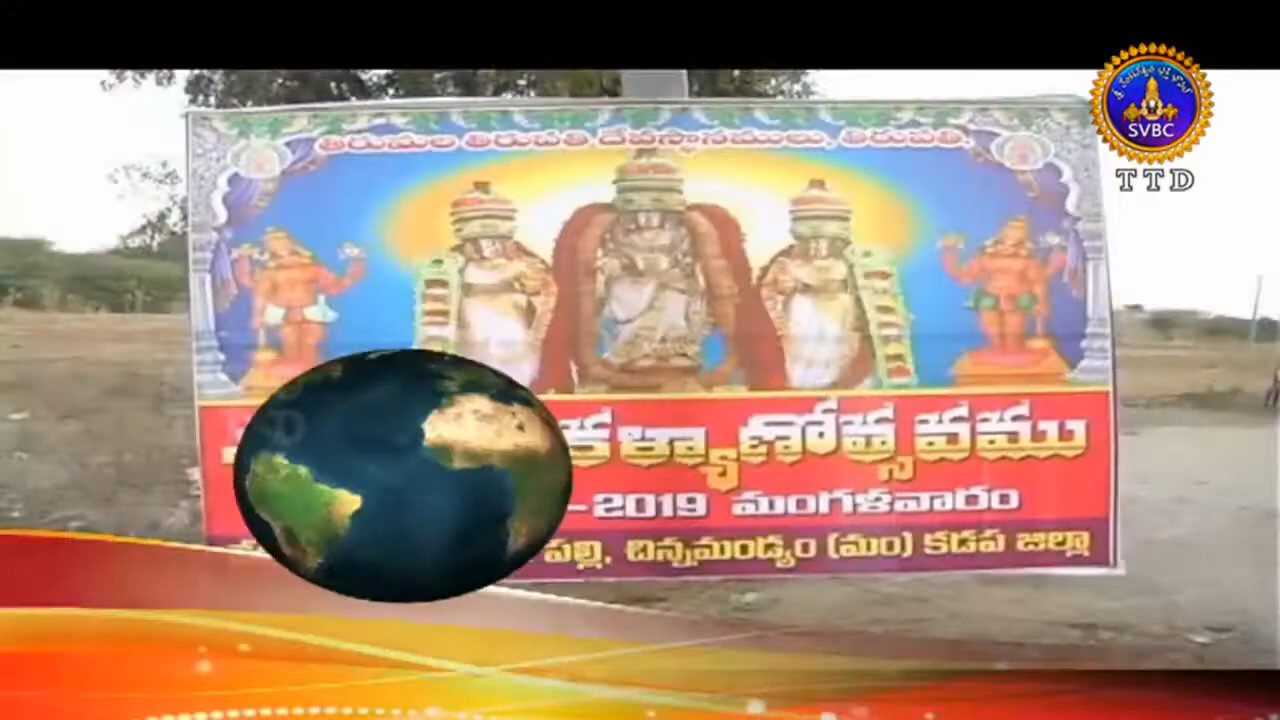 SVBC
TTD
తిరుమల తిరుపతి దేవస్థానములు, తిరుపతి.
కళ్యాణోత్సవము
-2019 మంగళవారం
పల్లి, చిన్నమండ్యం (మం) కడప జిల్లా